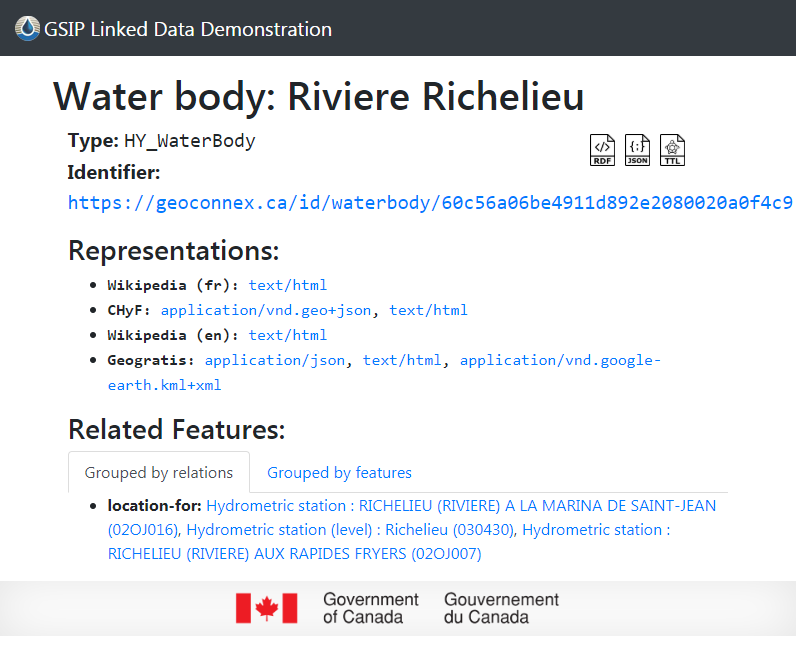 GSIP Linked Data Demonstration
Water body: Riviere Richelieu
Type: HY_WaterBody
RDF JSON TTL
Identifier:
https://geoconnex.ca/id/waterbody/60c56a06be4911d892e2080020a0f4c9
Representations:
Wikipedia (fr): text/html
CHyF: application/vnd.geo+json, text/html
Wikipedia (en): text/html
Geogratis: application/json, text/html, application/vnd.google-
earth.kml+xml
Related Features:
Grouped by relations Grouped by features
location-for: Hydrometric station : RICHELIEU (RIVIERE) A LA MARINA DE SAINT-JEAN
(02OJ016), Hydrometric station (level) : Richelieu (030430), Hydrometric station :
RICHELIEU (RIVIERE) AUX RAPIDES FRYERS (02OJ007)
Government Gouvernement
of Canada du Canada